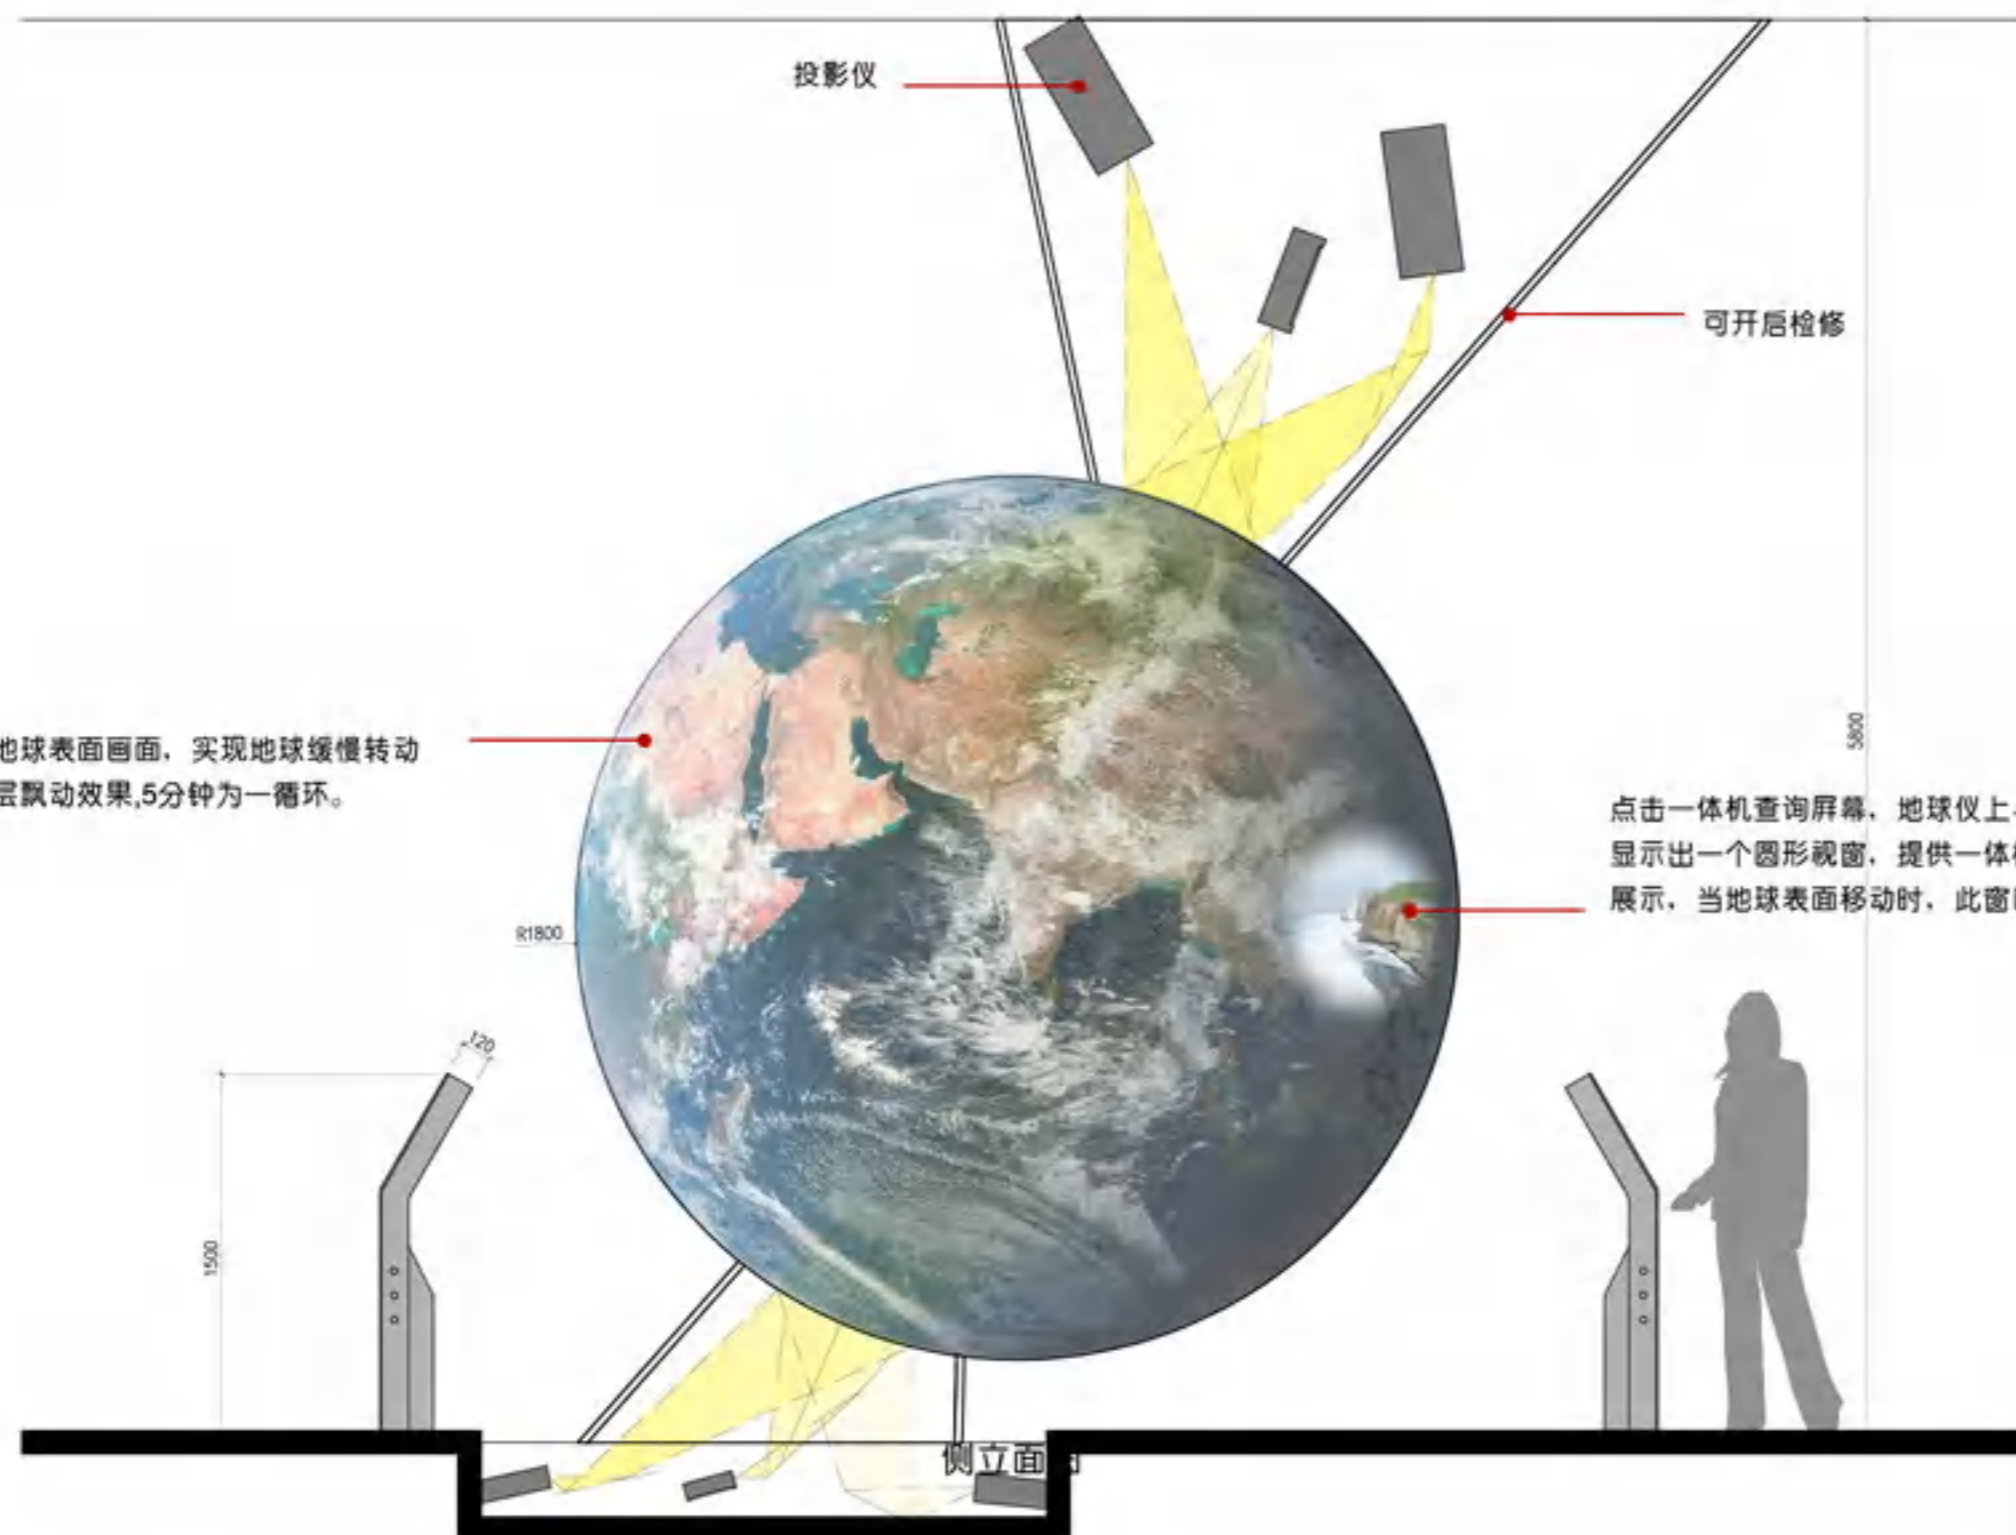 投影仪
可开启检修
5800
地球表面画面，实现地球缓慢转动
层飘动效果,5分钟为一循环。
点击一体机查询屏幕，地球仪上
显示出一个圆形视窗，提供一体
展示，当地球表面移动时，此窗
R1800
120
1500
侧立面